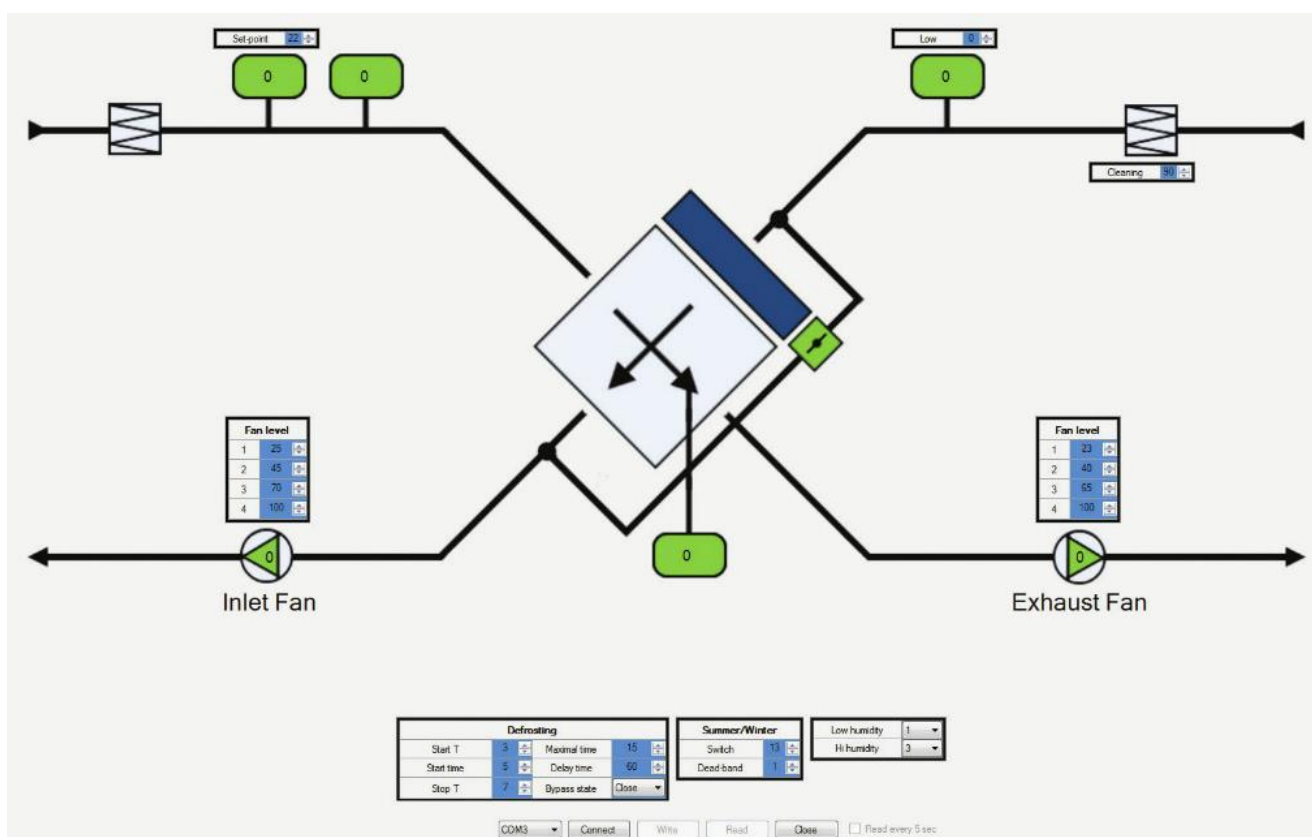 Set-point 22
Low 0
0
0
0
Cleaning 90
Fan level
1 25
2 45
3 70
4 100
Fan level
1 23
2 40
3 65
4 100
0
0
0
Inlet Fan
Exhaust Fan
Defrosting
Start T 3 Maximal time 15
Start time 5 Delay time 60
Stop T 7 Bypass state Close
Summer/Winter
Switch 13
Dead-band 1
Low humidity 1
Hi humidity 3
COM3 Connect Write Read Close Read every 5 sec